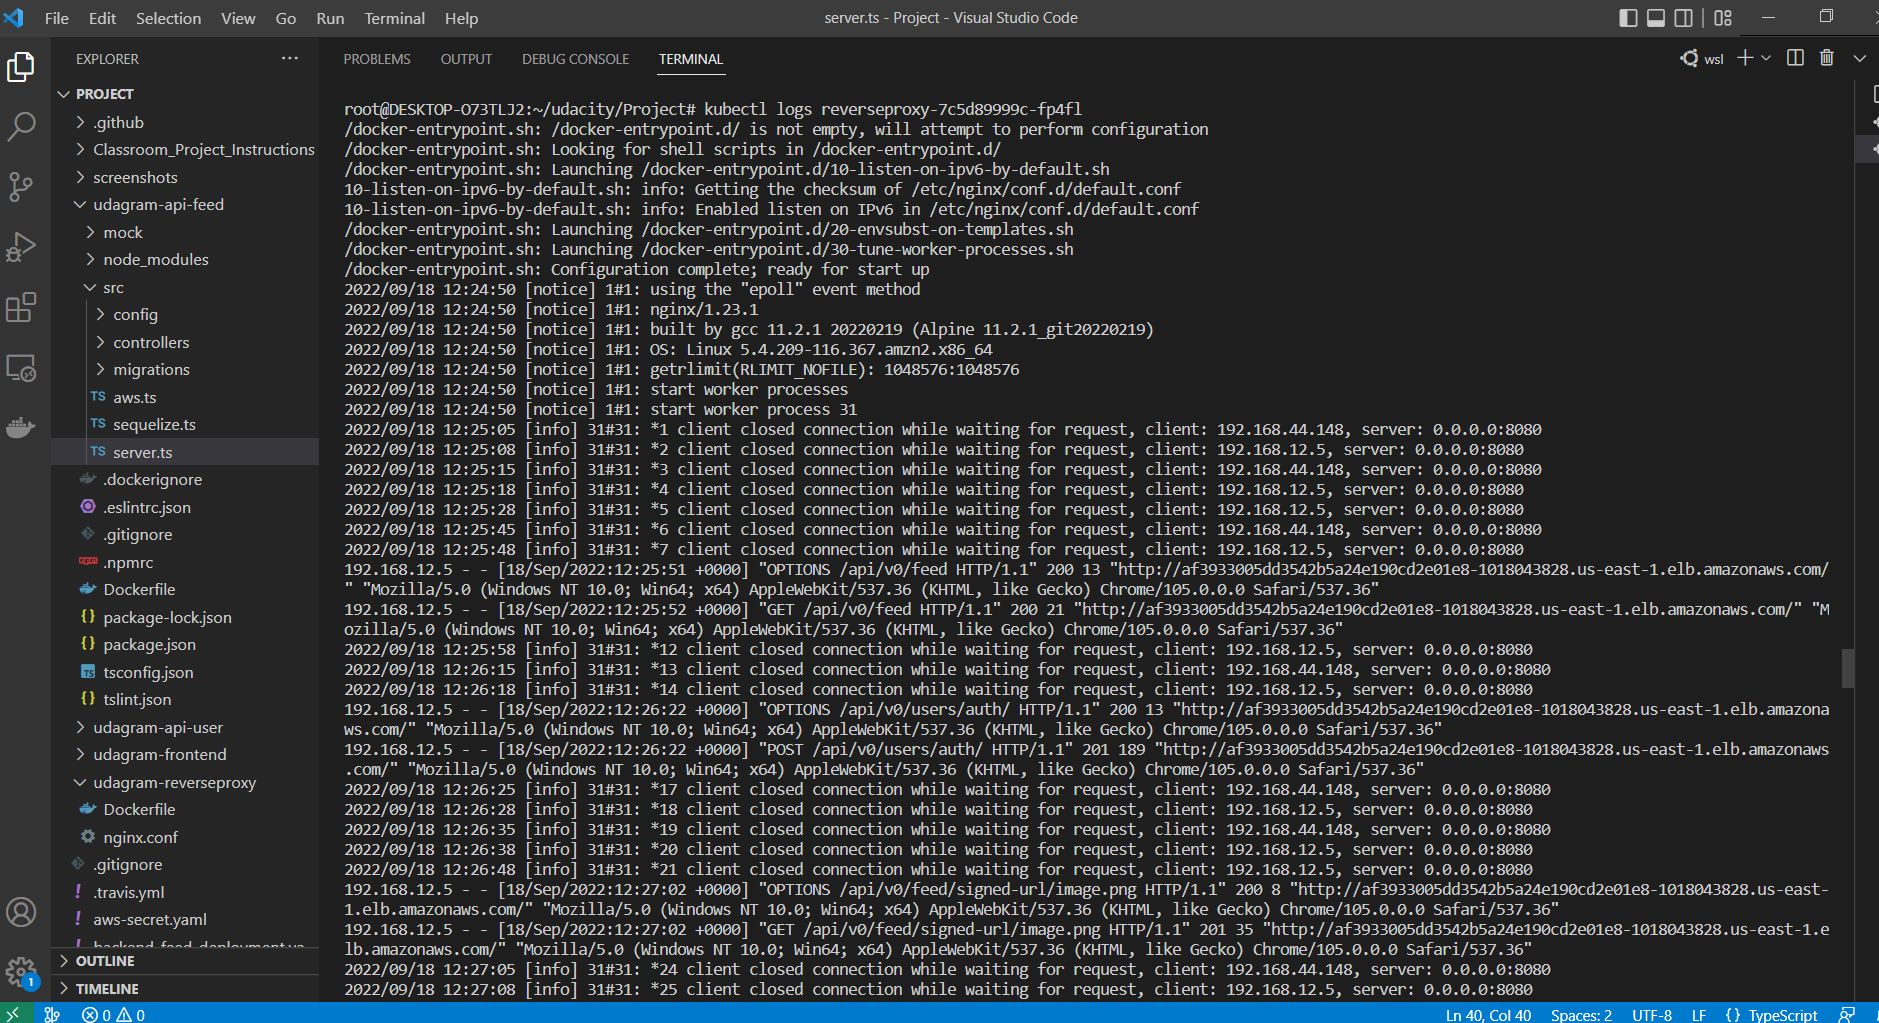 File Edit Selection View Go Run Terminal Help
server.ts - Project - Visual Studio Code
EXPLORER
PROJECT
.github
Classroom_Project_Instructions
screenshots
udagram-api-feed
mock
node_modules
src
config
controllers
migrations
TS aws.ts
TS sequelize.ts
TS server.ts
.dockerignore
.eslintrc.json
.gitignore
npm .npmrc
Dockerfile
{} package-lock.json
{} package.json
TS tsconfig.json
{} tslint.json
udagram-api-user
udagram-frontend
udagram-reverseproxy
Dockerfile
nginx.conf
.gitignore
! .travis.yml
! aws-secret.yaml
! backend_feed_deployment.ya
OUTLINE
TIMELINE
1
PROBLEMS OUTPUT DEBUG CONSOLE TERMINAL
wsl
root@DESKTOP-O73TLJ2:~/udacity/Project# kubectl logs reverseproxy-7c5d89999c-fp4fl
/docker-entrypoint.sh: /docker-entrypoint.d/ is not empty, will attempt to perform configuration
/docker-entrypoint.sh: Looking for shell scripts in /docker-entrypoint.d/
/docker-entrypoint.sh: Launching /docker-entrypoint.d/10-listen-on-ipv6-by-default.sh
10-listen-on-ipv6-by-default.sh: info: Getting the checksum of /etc/nginx/conf.d/default.conf
10-listen-on-ipv6-by-default.sh: info: Enabled listen on IPv6 in /etc/nginx/conf.d/default.conf
/docker-entrypoint.sh: Launching /docker-entrypoint.d/20-envsubst-on-templates.sh
/docker-entrypoint.sh: Launching /docker-entrypoint.d/30-tune-worker-processes.sh
/docker-entrypoint.sh: Configuration complete; ready for start up
2022/09/18 12:24:50 [notice] 1#1: using the "epoll" event method
2022/09/18 12:24:50 [notice] 1#1: nginx/1.23.1
2022/09/18 12:24:50 [notice] 1#1: built by gcc 11.2.1 20220219 (Alpine 11.2.1_git20220219)
2022/09/18 12:24:50 [notice] 1#1: OS: Linux 5.4.209-116.367.amzn2.x86_64
2022/09/18 12:24:50 [notice] 1#1: getrlimit(RLIMIT_NOFILE): 1048576:1048576
2022/09/18 12:24:50 [notice] 1#1: start worker processes
2022/09/18 12:24:50 [notice] 1#1: start worker process 31
2022/09/18 12:25:05 [info] 31#31: *1 client closed connection while waiting for request, client: 192.168.44.148, server: 0.0.0.0:8080
2022/09/18 12:25:08 [info] 31#31: *2 client closed connection while waiting for request, client: 192.168.12.5, server: 0.0.0.0:8080
2022/09/18 12:25:15 [info] 31#31: *3 client closed connection while waiting for request, client: 192.168.44.148, server: 0.0.0.0:8080
2022/09/18 12:25:18 [info] 31#31: *4 client closed connection while waiting for request, client: 192.168.12.5, server: 0.0.0.0:8080
2022/09/18 12:25:28 [info] 31#31: *5 client closed connection while waiting for request, client: 192.168.12.5, server: 0.0.0.0:8080
2022/09/18 12:25:45 [info] 31#31: *6 client closed connection while waiting for request, client: 192.168.44.148, server: 0.0.0.0:8080
2022/09/18 12:25:48 [info] 31#31: *7 client closed connection while waiting for request, client: 192.168.12.5, server: 0.0.0.0:8080
192.168.12.5 - - [18/Sep/2022:12:25:51 +0000] "OPTIONS /api/v0/feed HTTP/1.1" 200 13 "http://af3933005dd3542b5a24e190cd2e01e8-1018043828.us-east-1.elb.amazonaws.com/
" "Mozilla/5.0 (Windows NT 10.0; Win64; x64) AppleWebKit/537.36 (KHTML, like Gecko) Chrome/105.0.0.0 Safari/537.36"
192.168.12.5 - - [18/Sep/2022:12:25:52 +0000] "GET /api/v0/feed HTTP/1.1" 200 21 "http://af3933005dd3542b5a24e190cd2e01e8-1018043828.us-east-1.elb.amazonaws.com/" "M
ozilla/5.0 (Windows NT 10.0; Win64; x64) AppleWebKit/537.36 (KHTML, like Gecko) Chrome/105.0.0.0 Safari/537.36"
2022/09/18 12:25:58 [info] 31#31: *12 client closed connection while waiting for request, client: 192.168.12.5, server: 0.0.0.0:8080
2022/09/18 12:26:15 [info] 31#31: *13 client closed connection while waiting for request, client: 192.168.44.148, server: 0.0.0.0:8080
2022/09/18 12:26:18 [info] 31#31: *14 client closed connection while waiting for request, client: 192.168.12.5, server: 0.0.0.0:8080
192.168.12.5 - - [18/Sep/2022:12:26:22 +0000] "OPTIONS /api/v0/users/auth/ HTTP/1.1" 200 13 "http://af3933005dd3542b5a24e190cd2e01e8-1018043828.us-east-1.elb.amazona
ws.com/" "Mozilla/5.0 (Windows NT 10.0; Win64; x64) AppleWebKit/537.36 (KHTML, like Gecko) Chrome/105.0.0.0 Safari/537.36"
192.168.12.5 - - [18/Sep/2022:12:26:22 +0000] "POST /api/v0/users/auth/ HTTP/1.1" 201 189 "http://af3933005dd3542b5a24e190cd2e01e8-1018043828.us-east-1.elb.amazonaws
.com/" "Mozilla/5.0 (Windows NT 10.0; Win64; x64) AppleWebKit/537.36 (KHTML, like Gecko) Chrome/105.0.0.0 Safari/537.36"
2022/09/18 12:26:25 [info] 31#31: *17 client closed connection while waiting for request, client: 192.168.44.148, server: 0.0.0.0:8080
2022/09/18 12:26:28 [info] 31#31: *18 client closed connection while waiting for request, client: 192.168.12.5, server: 0.0.0.0:8080
2022/09/18 12:26:35 [info] 31#31: *19 client closed connection while waiting for request, client: 192.168.44.148, server: 0.0.0.0:8080
2022/09/18 12:26:38 [info] 31#31: *20 client closed connection while waiting for request, client: 192.168.12.5, server: 0.0.0.0:8080
2022/09/18 12:26:48 [info] 31#31: *21 client closed connection while waiting for request, client: 192.168.12.5, server: 0.0.0.0:8080
192.168.12.5 - - [18/Sep/2022:12:27:02 +0000] "OPTIONS /api/v0/feed/signed-url/image.png HTTP/1.1" 200 8 "http://af3933005dd3542b5a24e190cd2e01e8-1018043828.us-east-
1.elb.amazonaws.com/" "Mozilla/5.0 (Windows NT 10.0; Win64; x64) AppleWebKit/537.36 (KHTML, like Gecko) Chrome/105.0.0.0 Safari/537.36"
192.168.12.5 - - [18/Sep/2022:12:27:02 +0000] "GET /api/v0/feed/signed-url/image.png HTTP/1.1" 201 35 "http://af3933005dd3542b5a24e190cd2e01e8-1018043828.us-east-1.e
lb.amazonaws.com/" "Mozilla/5.0 (Windows NT 10.0; Win64; x64) AppleWebKit/537.36 (KHTML, like Gecko) Chrome/105.0.0.0 Safari/537.36"
2022/09/18 12:27:05 [info] 31#31: *24 client closed connection while waiting for request, client: 192.168.44.148, server: 0.0.0.0:8080
2022/09/18 12:27:08 [info] 31#31: *25 client closed connection while waiting for request, client: 192.168.12.5, server: 0.0.0.0:8080
0 0
Ln 40, Col 40 Spaces: 2 UTF-8 LF {} TypeScript